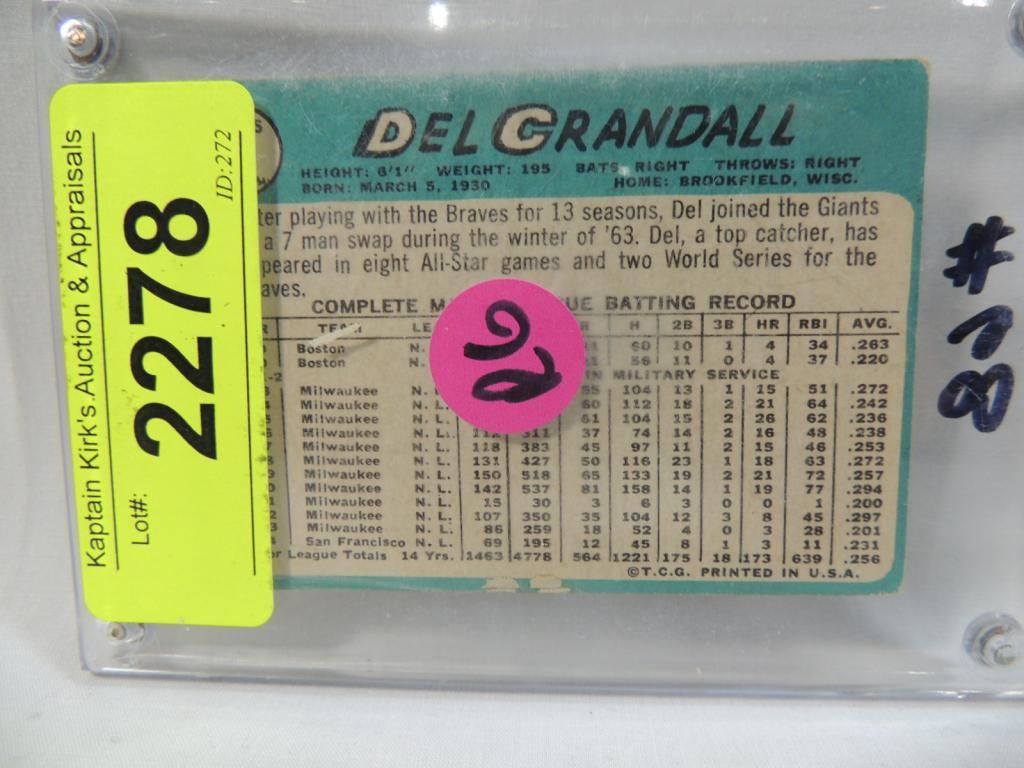 Kaptain Kirk's Auction & Appraisals
Lot#:
2278
ID:272
DEL CRANDALL
HEIGHT: 6'1" WEIGHT: 195 BATS: RIGHT THROWS: RIGHT
BORN: MARCH 5, 1930 HOME: BROOKFIELD, WISC.
ter playing with the Braves for 13 seasons, Del joined the Giants
a 7 man swap during the winter of '63. Del, a top catcher, has
peared in eight All-Star games and two World Series for the
aves.
COMPLETE M UE BATTING RECORD
TEAM LE H 2B 3B HR RBI AVG.
Boston N. 60 10 1 4 34 .263
Boston N. 56 11 0 4 37 .220
IN MILITARY SERVICE
Milwaukee N. L 55 104 13 1 15 51 .272
Milwaukee N. L 60 112 18 2 21 64 .242
Milwaukee N. L 61 104 15 2 26 62 .236
Milwaukee N. L. 112 311 37 74 14 2 16 48 .238
Milwaukee N. L. 118 383 45 97 11 2 15 46 .253
Milwaukee N. L. 131 427 50 116 23 1 18 63 .272
Milwaukee N. L. 150 518 65 133 19 2 21 72 .257
Milwaukee N. L. 142 537 81 158 14 1 19 77 .294
Milwaukee N. L. 15 30 3 6 3 0 0 1 .200
Milwaukee N. L. 107 350 35 104 12 3 8 45 .297
Milwaukee N. L. 86 259 18 52 4 0 3 28 .201
San Francisco N. L. 69 195 12 45 8 1 3 11 .231
r League Totals 14 Yrs. 1463 4778 564 1221 175 18 173 639 .256
©T.C.G. PRINTED IN U.S.A.